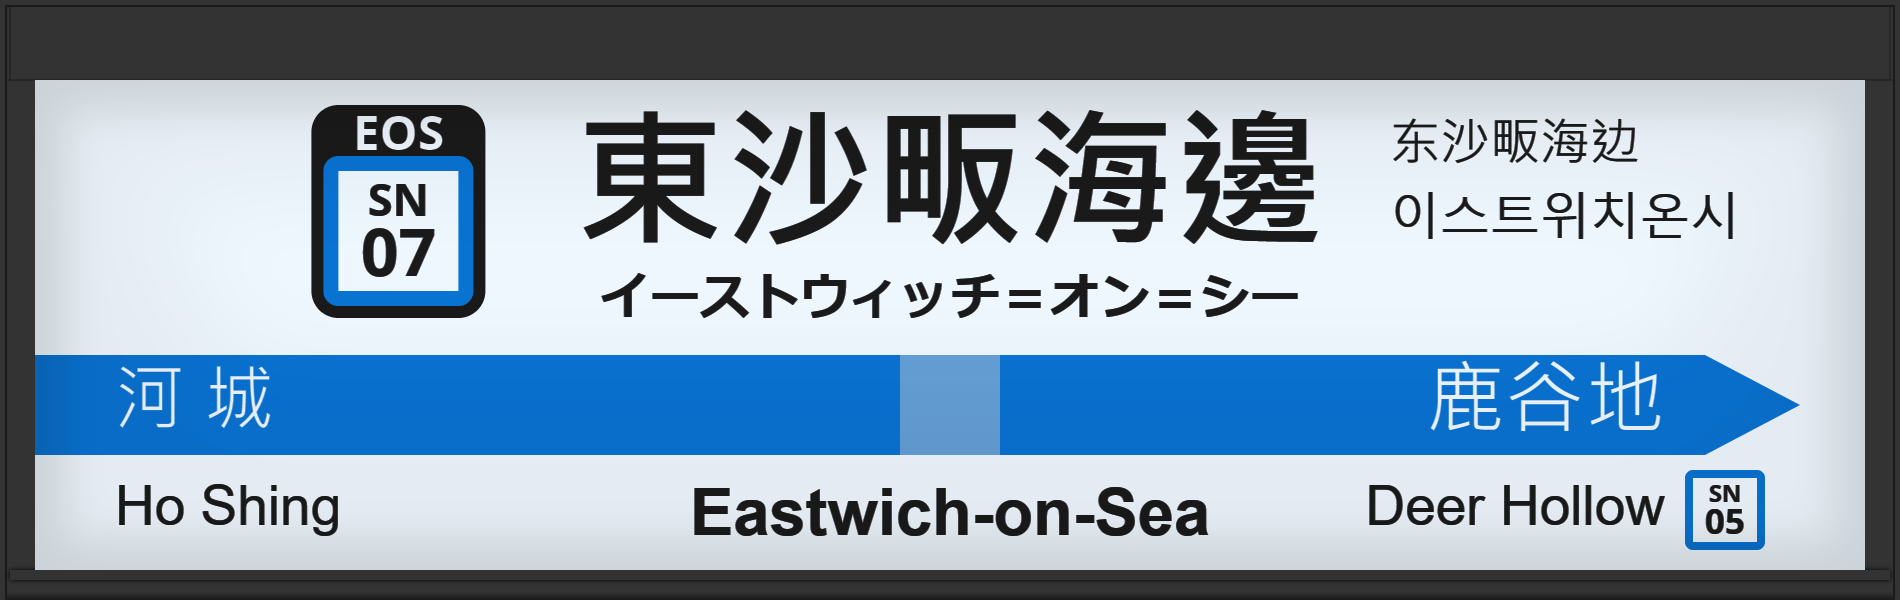 EOS
SN
07
東沙畈海邊
イーストウィッチ＝オン＝シー
东沙畈海边
이스트위치온시
河城
鹿谷地
Ho Shing
Eastwich-on-Sea
Deer Hollow
SN
05